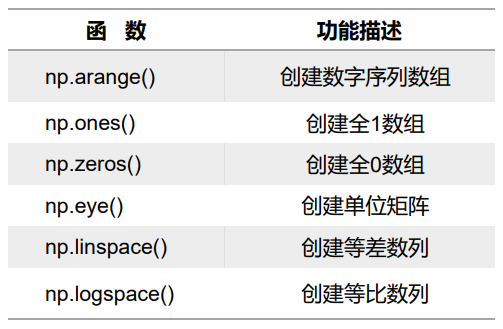 函 数 功能描述
np.arange() 创建数字序列数组
np.ones() 创建全1数组
np.zeros() 创建全0数组
np.eye() 创建单位矩阵
np.linspace() 创建等差数列
np.logspace() 创建等比数列